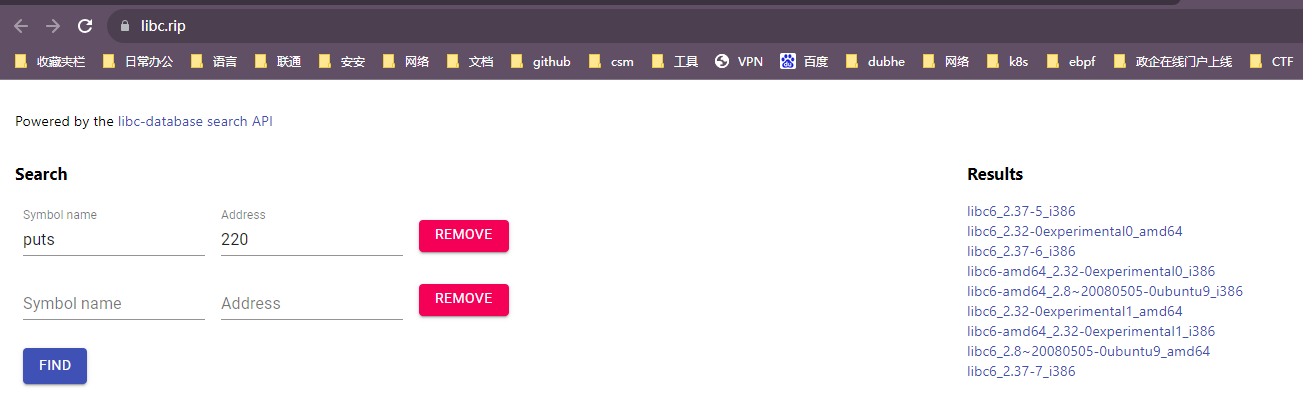 libc.rip
收藏夹栏 日常办公 语言 联通 安安 网络 文档 github csm 工具 VPN 百度 dubhe 网络 k8s ebpf 政企在线门户上线 CTF
Powered by the libc-database search API
Search
Symbol name Address
puts 220 REMOVE
Symbol name Address REMOVE
FIND
Results
libc6_2.37-5_i386
libc6_2.32-0experimental0_amd64
libc6_2.37-6_i386
libc6-amd64_2.32-0experimental0_i386
libc6-amd64_2.8~20080505-0ubuntu9_i386
libc6_2.32-0experimental1_amd64
libc6-amd64_2.32-0experimental1_i386
libc6_2.8~20080505-0ubuntu9_amd64
libc6_2.37-7_i386